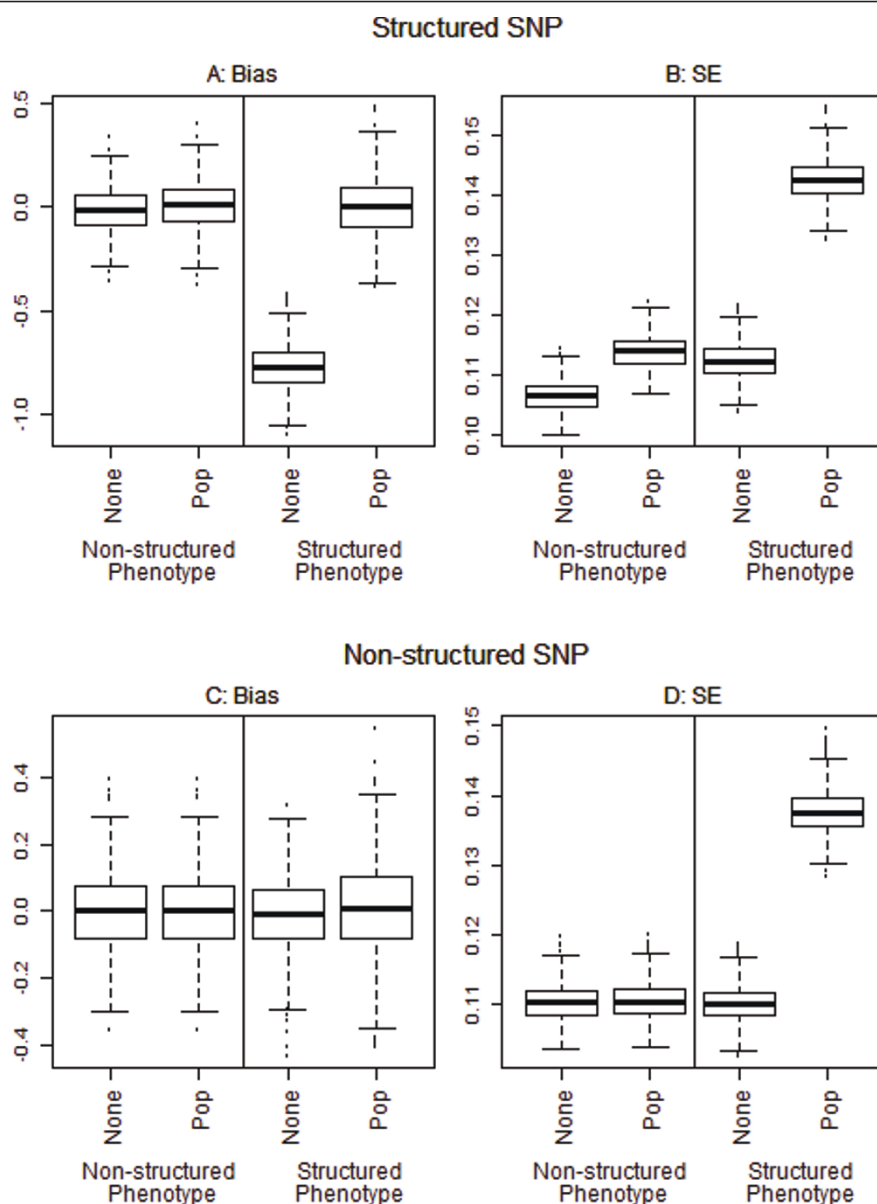 Structured SNP
A: Bias
B: SE
0.5
0.0
-0.5
-1.0
None
Pop
None
Pop
Non-structured
Phenotype
Structured
Phenotype
0.15
0.14
0.13
0.12
0.11
0.10
None
Pop
None
Pop
Non-structured
Phenotype
Structured
Phenotype
Non-structured SNP
C: Bias
D: SE
0.4
0.2
0.0
-0.2
-0.4
None
Pop
None
Pop
Non-structured
Phenotype
Structured
Phenotype
0.15
0.14
0.13
0.12
0.11
None
Pop
None
Pop
Non-structured
Phenotype
Structured
Phenotype